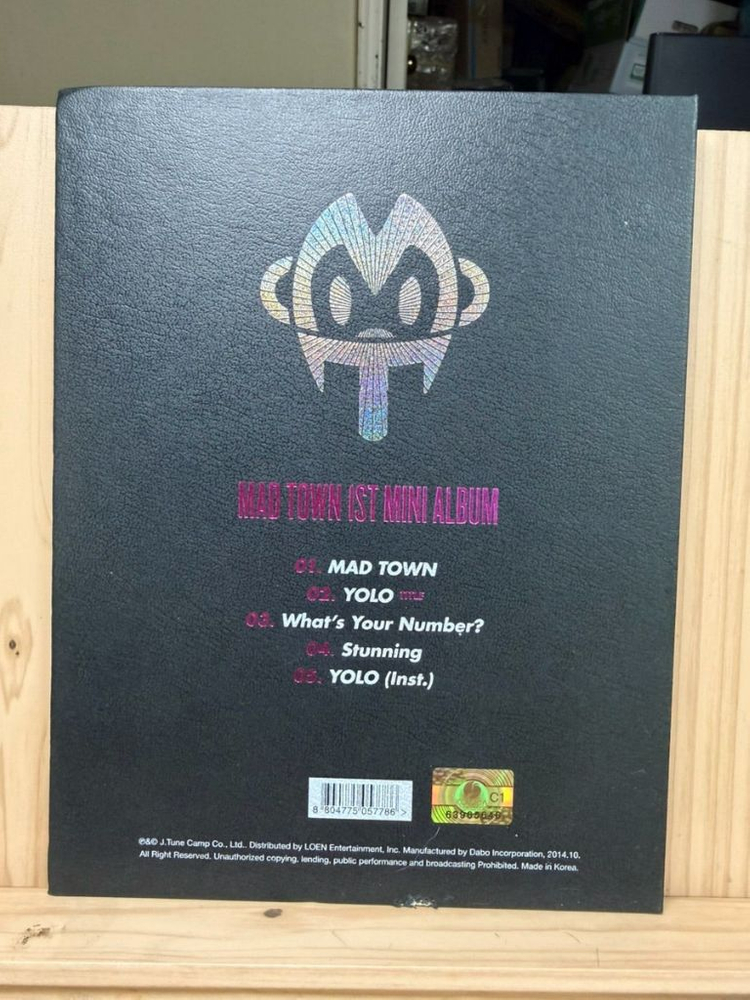 MAD TOWN 1ST MINI ALBUM
01. MAD TOWN
02. YOLO TITLE
03. What's Your Number?
04. Stunning
05. YOLO (Inst.)
C1
8 804775 057786 >
℗&© J.Tune Camp Co., Ltd.. Distributed by LOEN Entertainment, Inc. Manufactured by Dabo Incorporation, 2014.10.
All Right Reserved. Unauthorized copying, lending, public performance and broadcasting Prohibited. Made in Korea.